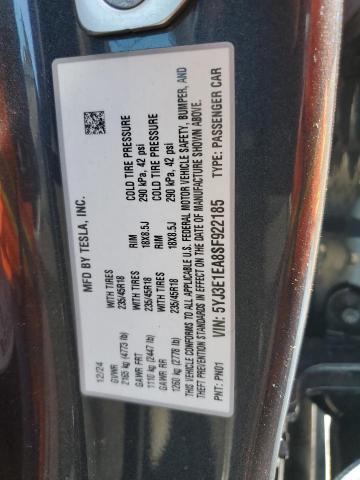 MFD BY TESLA, INC.
12/24
GVWR
2165 kg (4773 lb)
GAWR FRT WITH TIRES RIM COLD TIRE PRESSURE
1110 kg (2447 lb) 235/45R18 18X8.5J 290 kPa, 42 psi
GAWR RR WITH TIRES RIM COLD TIRE PRESSURE
1260 kg (2778 lb) 235/45R18 18X8.5J 290 kPa, 42 psi
THIS VEHICLE CONFORMS TO ALL APPLICABLE U.S. FEDERAL MOTOR VEHICLE SAFETY, BUMPER, AND
THEFT PREVENTION STANDARDS IN EFFECT ON THE DATE OF MANUFACTURE SHOWN ABOVE.
VIN: 5YJ3E1EA8SF922185 TYPE: PASSENGER CAR
PNT: PN01